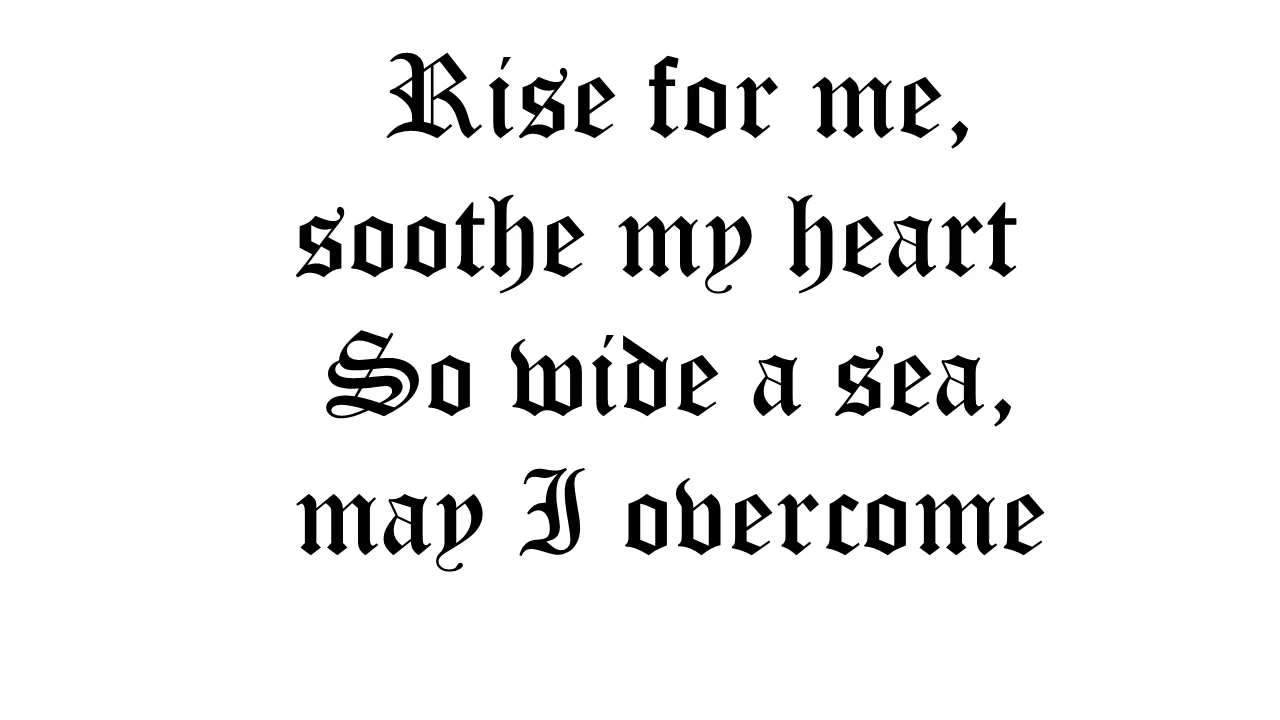 Rise for me,
soothe my heart
So wide a sea,
may I overcome